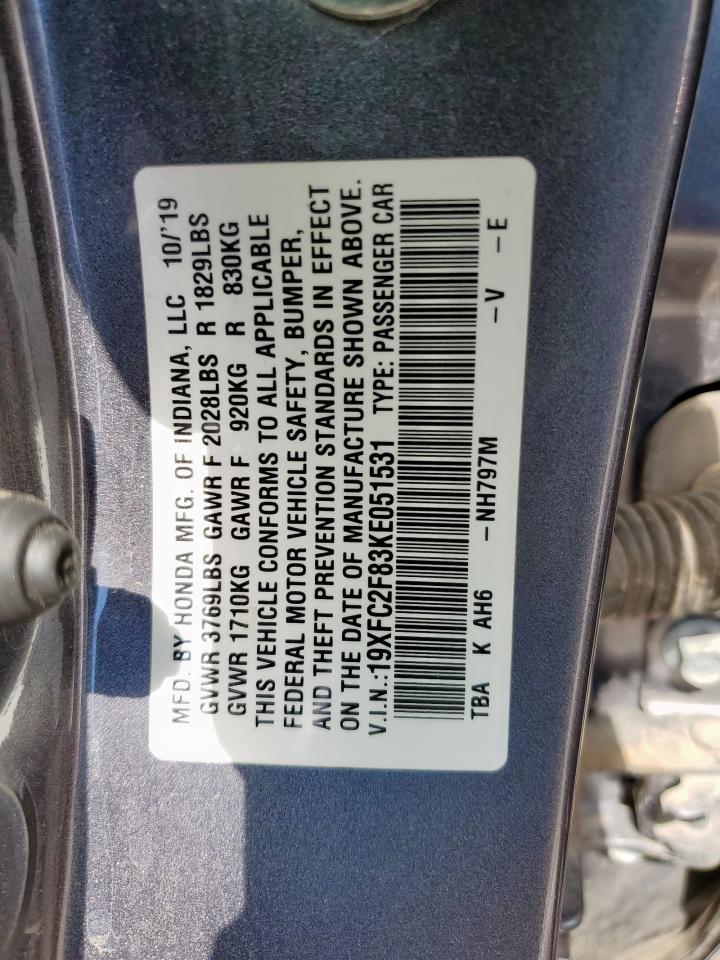 MFD. BY HONDA MFG. OF INDIANA, LLC 10/'19
GVWR 3769LBS GAWR F 2028LBS R 1829LBS
GVWR 1710KG GAWR F 920KG R 830KG
THIS VEHICLE CONFORMS TO ALL APPLICABLE
FEDERAL MOTOR VEHICLE SAFETY, BUMPER,
AND THEFT PREVENTION STANDARDS IN EFFECT
ON THE DATE OF MANUFACTURE SHOWN ABOVE.
V.I.N.:19XFC2F83KE051531 TYPE: PASSENGER CAR
TBA K AH6 -NH797M -V -E